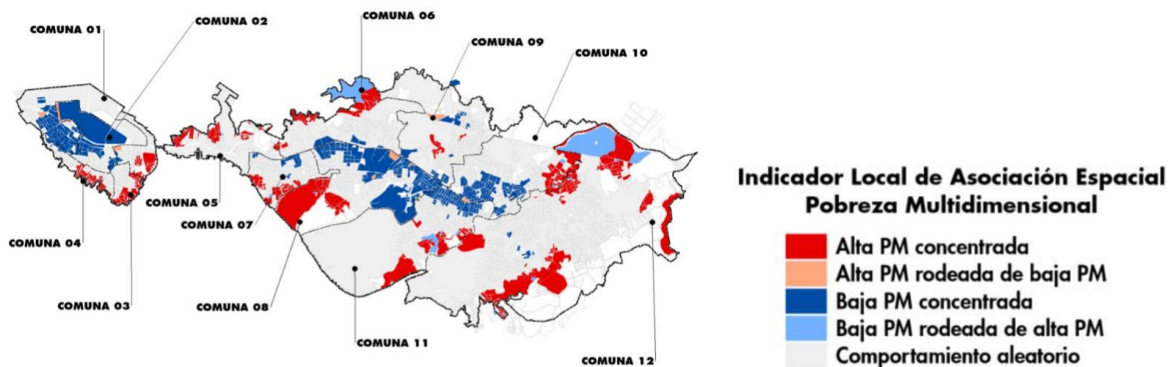 COMUNA 01
COMUNA 02
COMUNA 06
COMUNA 09
COMUNA 10
COMUNA 04
COMUNA 05
COMUNA 07
COMUNA 03
COMUNA 08
COMUNA 11
COMUNA 12
Indicador Local de Asociación Espacial
Pobreza Multidimensional
Alta PM concentrada
Alta PM rodeada de baja PM
Baja PM concentrada
Baja PM rodeada de alta PM
Comportamiento aleatorio